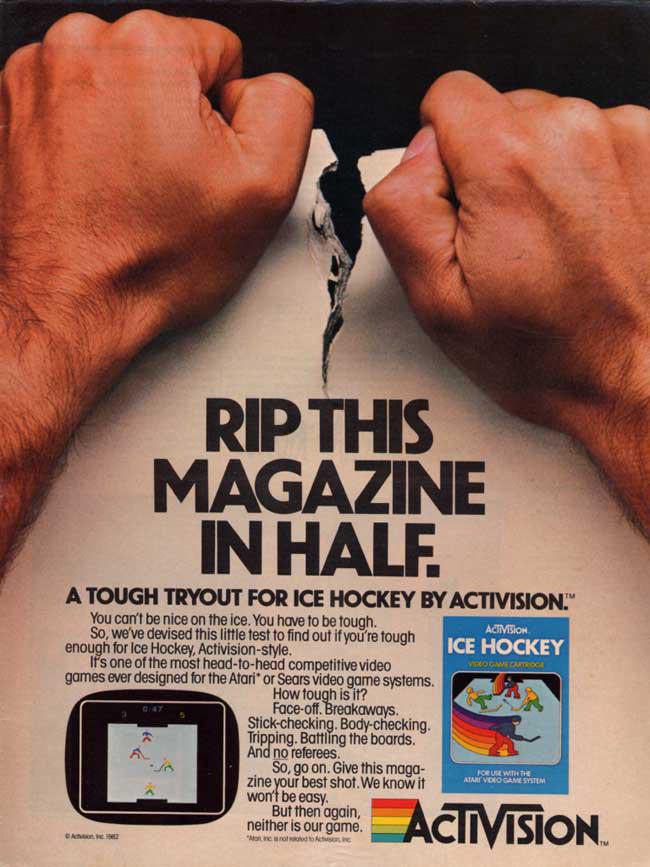 RIP THIS
MAGAZINE
IN HALF.
A TOUGH TRYOUT FOR ICE HOCKEY BY ACTIVISION.™
You can't be nice on the ice. You have to be tough.
So, we've devised this little test to find out if you're tough
enough for Ice Hockey, Activision-style.
It's one of the most head-to-head competitive video
games ever designed for the Atari* or Sears video game systems.
How tough is it?
Face-off. Breakaways.
Stick-checking. Body-checking.
Tripping. Battling the boards.
And no referees.
So, go on. Give this maga-
zine your best shot. We know it
won't be easy.
But then again,
neither is our game.
3 0:47 5
ACTIVISION.
ICE HOCKEY
VIDEO GAME CARTRIDGE
FOR USE WITH THE
ATARI® VIDEO GAME SYSTEM
ACTIVISION™
© Activision, Inc. 1982
*Atari, Inc. is not related to Activision, Inc.